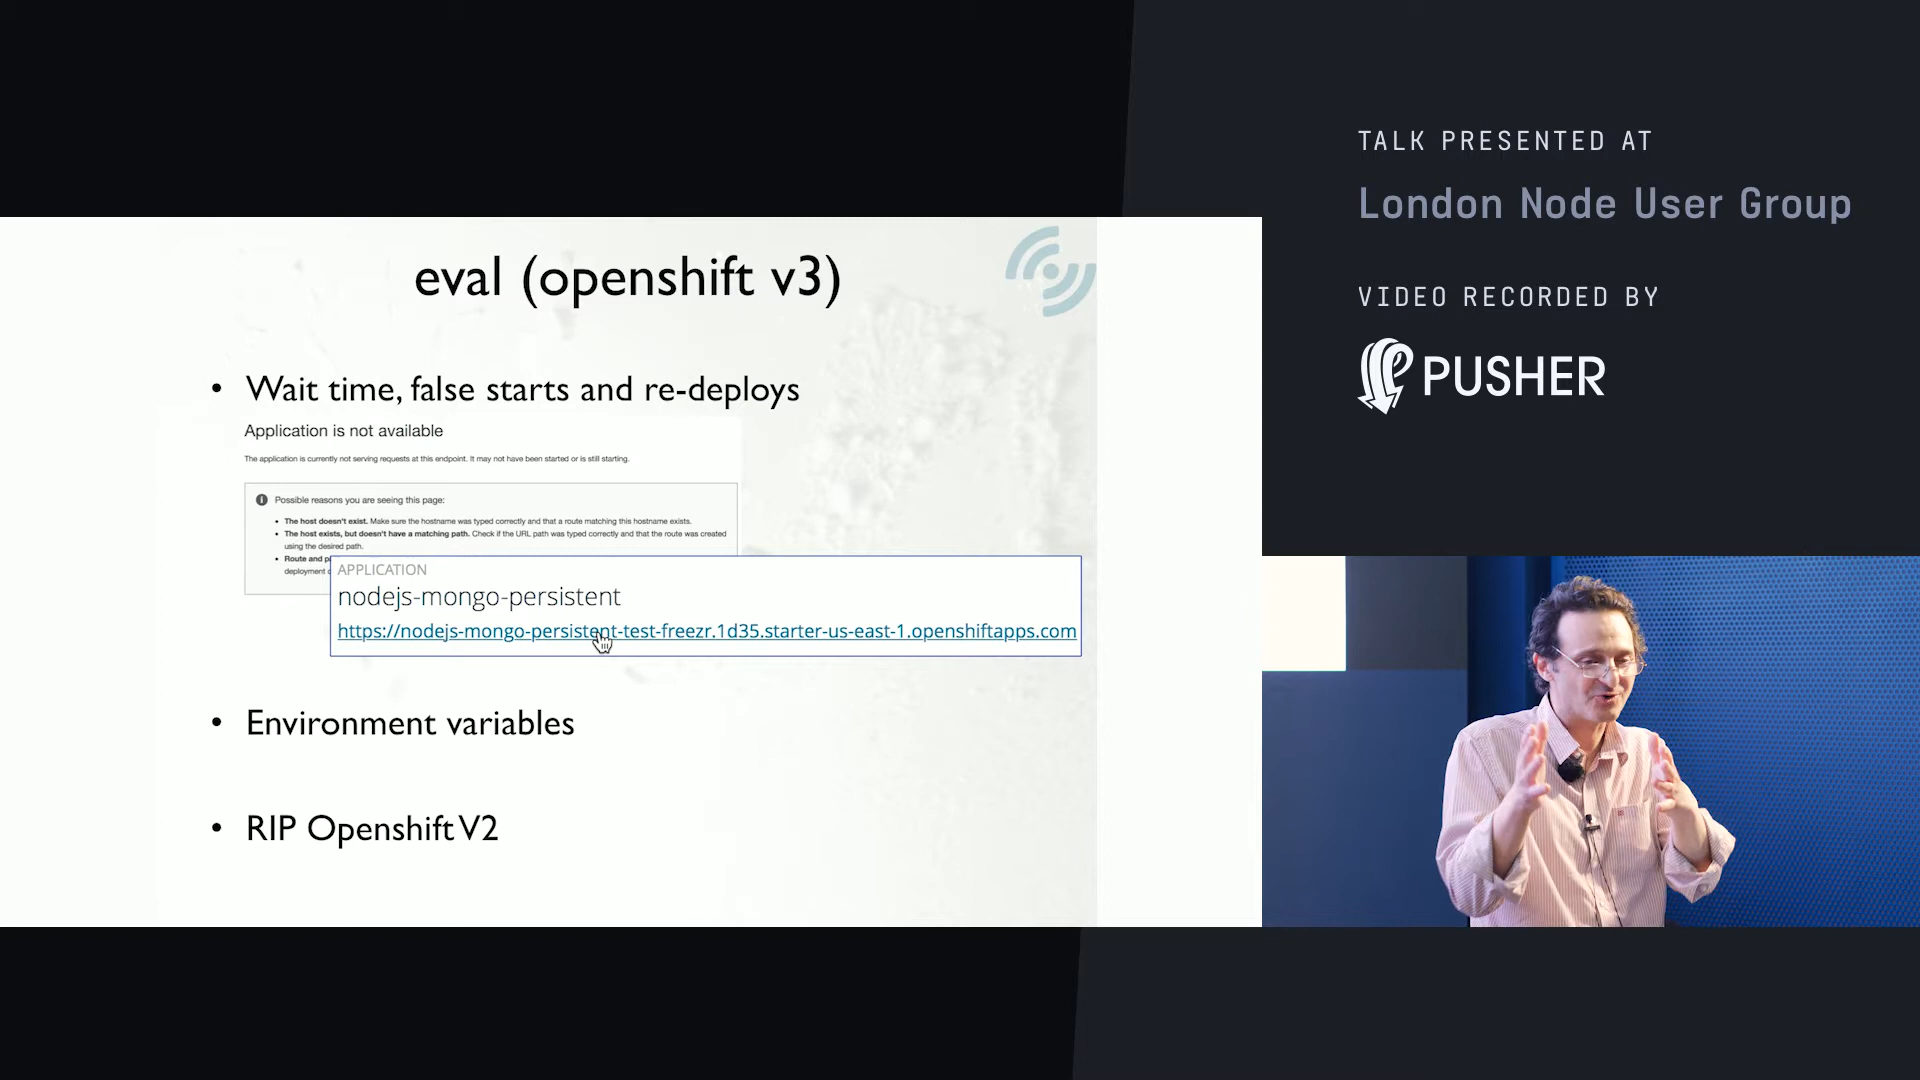 TALK PRESENTED AT
London Node User Group
VIDEO RECORDED BY
PUSHER
eval (openshift v3)
• Wait time, false starts and re-deploys
Application is not available
The application is currently not serving requests at this endpoint. It may not have been started or is still starting.
Possible reasons you are seeing this page:
• The host doesn't exist. Make sure the hostname was typed correctly and that a route matching this hostname exists.
• The host exists, but doesn't have a matching path. Check if the URL path was typed correctly and that the route was created
using the desired path.
• Route and
deployment
APPLICATION
nodejs-mongo-persistent
https://nodejs-mongo-persistent-test-freezr.1d35.starter-us-east-1.openshiftapps.com
• Environment variables
• RIP Openshift V2